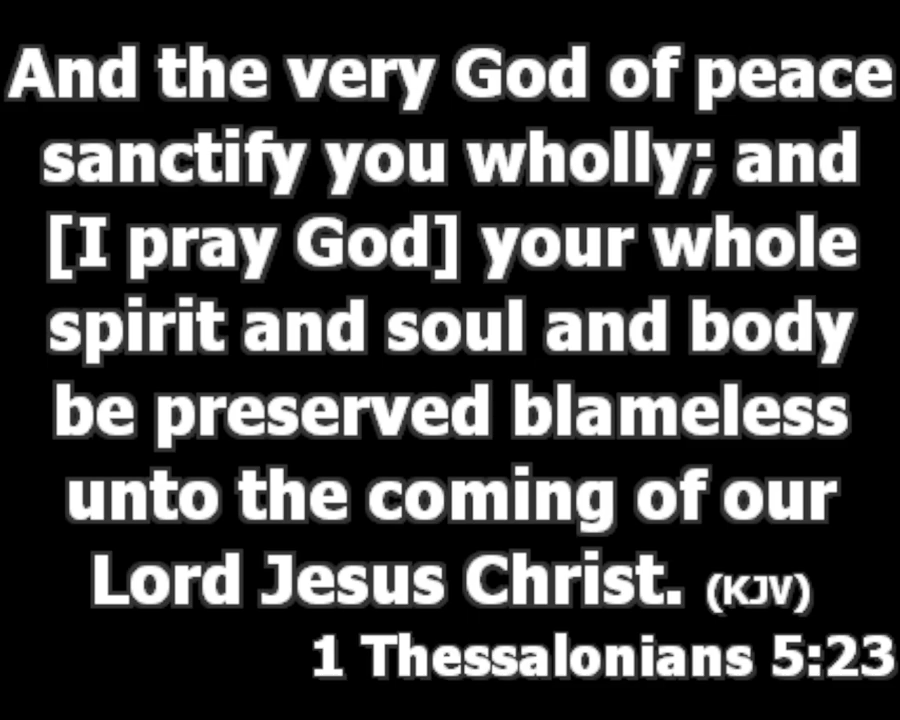 And the very God of peace
sanctify you wholly; and
[I pray God] your whole
spirit and soul and body
be preserved blameless
unto the coming of our
Lord Jesus Christ. (KJV)
1 Thessalonians 5:23